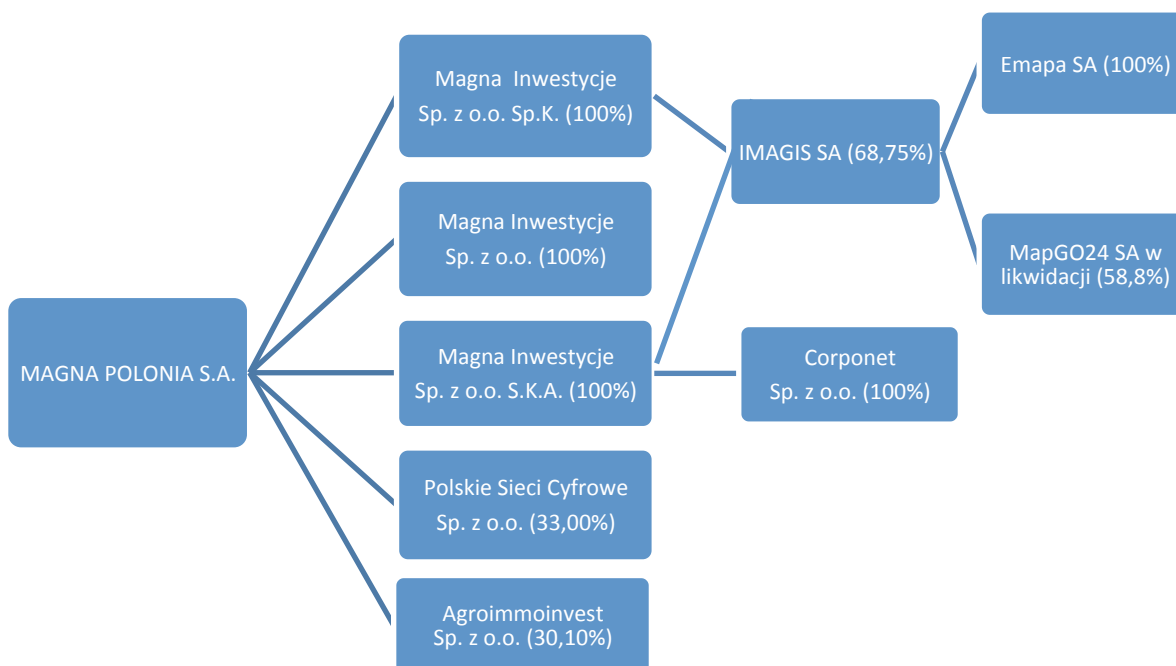 MAGNA POLONIA S.A.
Magna Inwestycje
Sp. z o.o. Sp.K. (100%)
Magna Inwestycje
Sp. z o.o. (100%)
Magna Inwestycje
Sp. z o.o. S.K.A. (100%)
Polskie Sieci Cyfrowe
Sp. z o.o. (33,00%)
Agroimmoinvest
Sp. z o.o. (30,10%)
IMAGIS SA (68,75%)
Corponet
Sp. z o.o. (100%)
Emapa SA (100%)
MapGO24 SA w
likwidacji (58,8%)